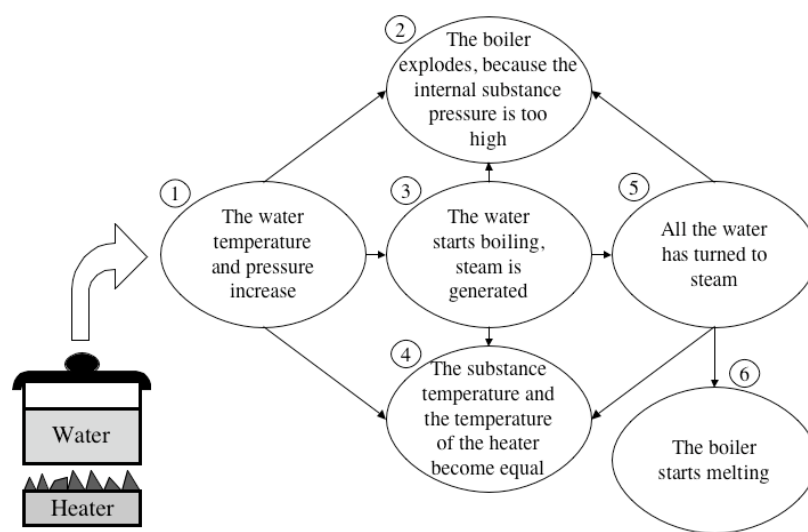 2
The boiler
explodes, because the
internal substance
pressure is too
high
1
The water
temperature
and pressure
increase
3
The water
starts boiling,
steam is
generated
5
All the water
has turned to
steam
4
The substance
temperature and
the temperature
of the heater
become equal
6
The boiler
starts melting
Water
Heater